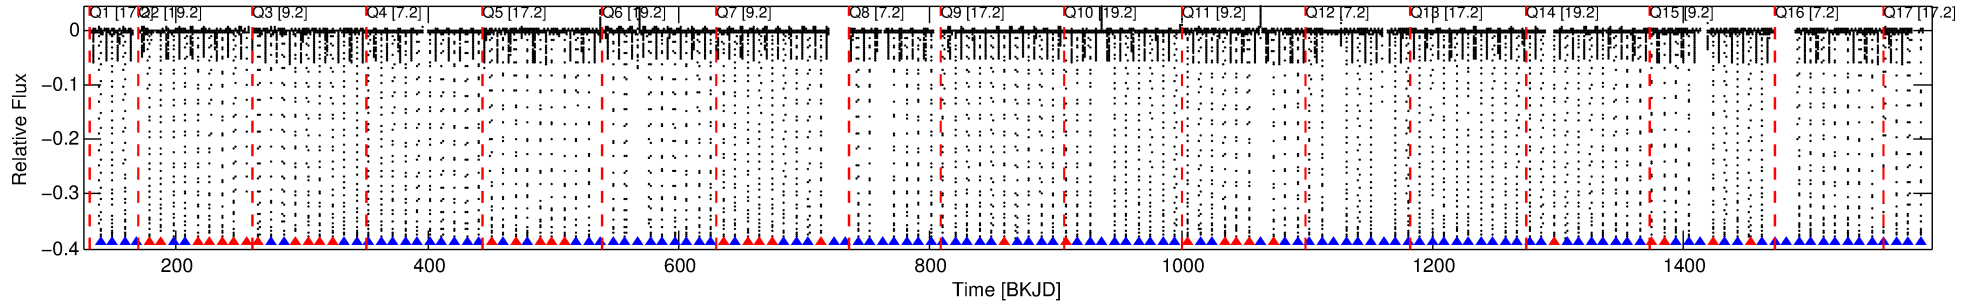 Q1 [17.2] Q2 [19.2] Q3 [9.2] Q4 [7.2] Q5 [17.2] Q6 [19.2] Q7 [9.2] Q8 [7.2] Q9 [17.2] Q10 [19.2] Q11 [9.2] Q12 [7.2] Q13 [17.2] Q14 [19.2] Q15 [9.2] Q16 [7.2] Q17 [17.2]
0
−0.1
−0.2
−0.3
−0.4
Relative Flux
200 400 600 800 1000 1200 1400
Time [BKJD]